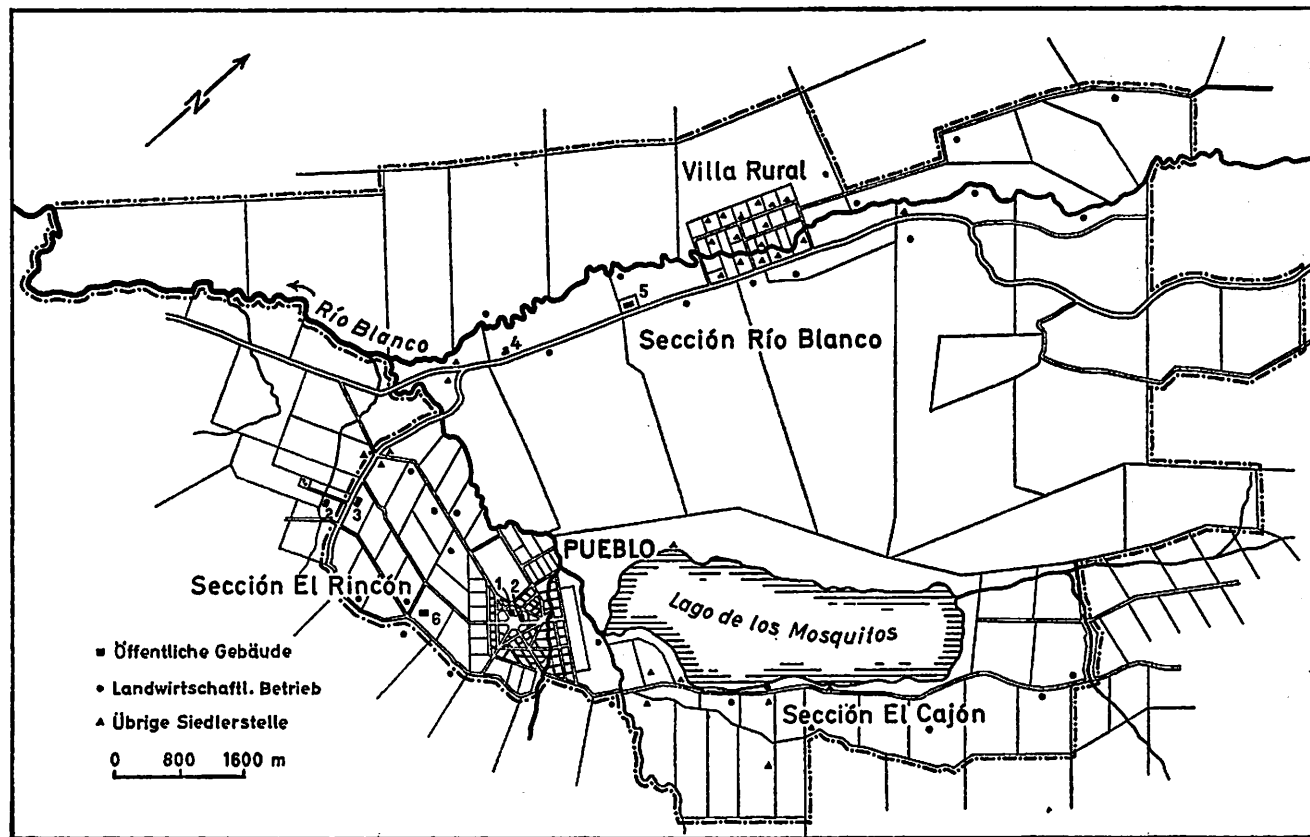 N
Villa Rural
Río Blanco
5
4
Sección Río Blanco
2
3
PUEBLO
Sección El Rincón
1
2
6
Lago de los Mosquitos
Sección El Cajón
Öffentliche Gebäude
Landwirtschaftl. Betrieb
Übrige Siedlerstelle
0 800 1600 m